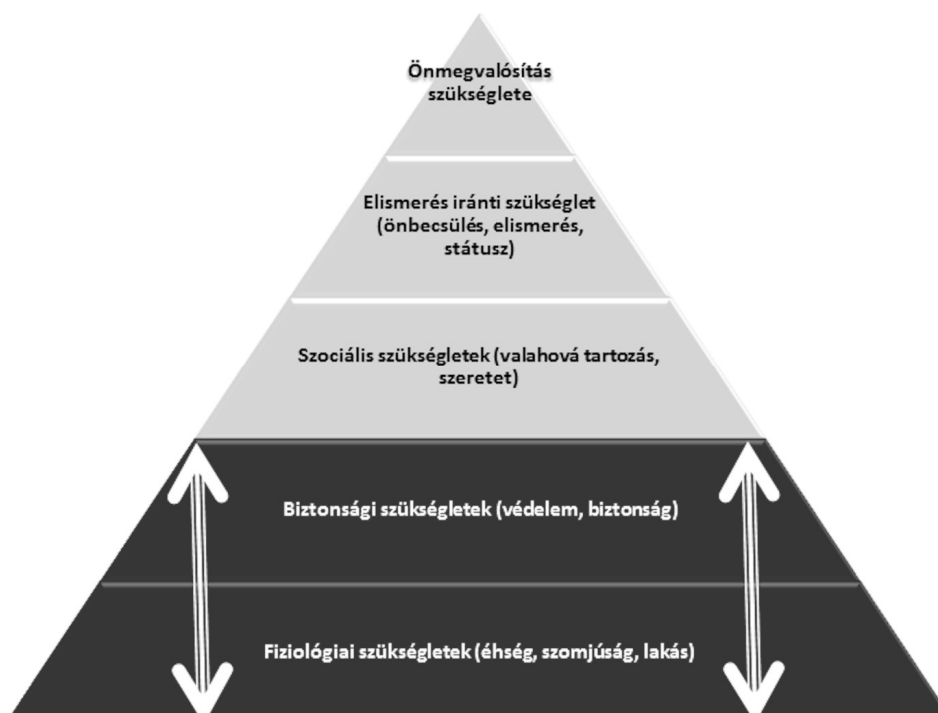 Önmegvalósítás
szükséglete
Elismerés iránti szükséglet
(önbecsülés, elismerés,
státusz)
Szociális szükségletek (valahová tartozás,
szeretet)
Biztonsági szükségletek (védelem, biztonság)
Fiziológiai szükségletek (éhség, szomjúság, lakás)